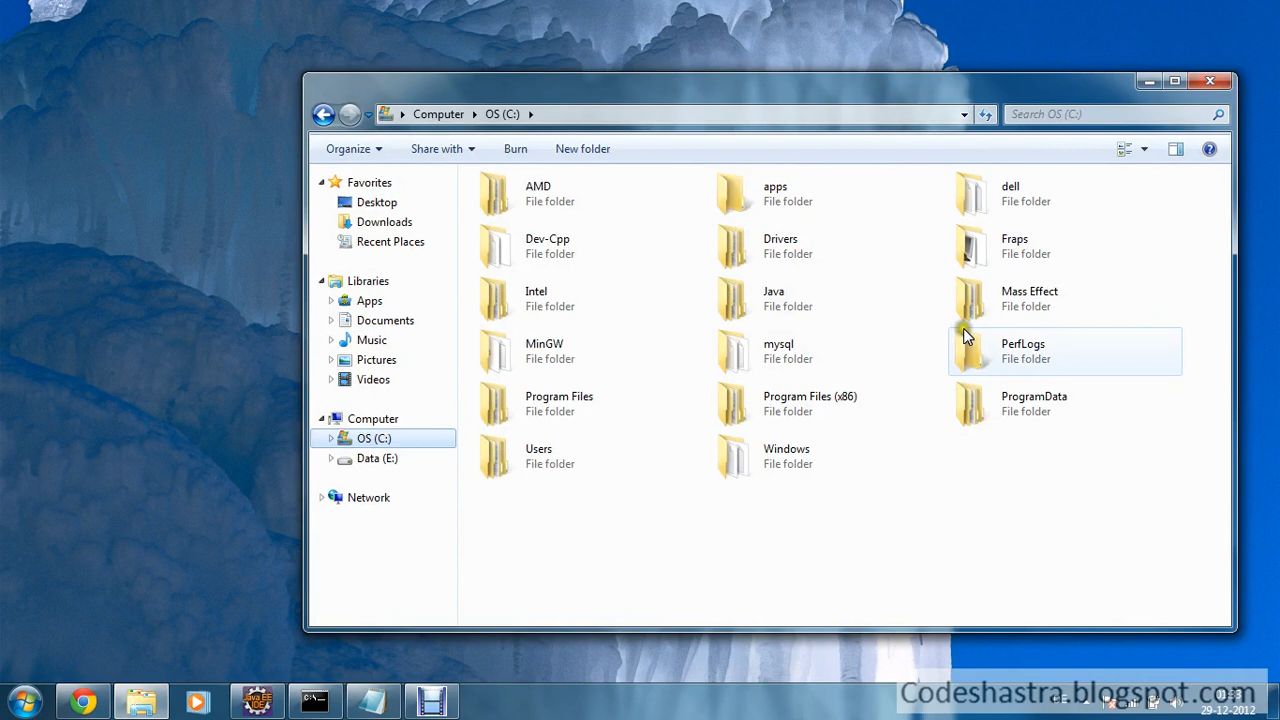 Computer OS (C:)
Search OS (C:)
Organize Share with Burn New folder
Favorites
Desktop
Downloads
Recent Places
Libraries
Apps
Documents
Music
Pictures
Videos
Computer
OS (C:)
Data (E:)
Network
AMD
File folder
apps
File folder
dell
File folder
Dev-Cpp
File folder
Drivers
File folder
Fraps
File folder
Intel
File folder
Java
File folder
Mass Effect
File folder
MinGW
File folder
mysql
File folder
PerfLogs
File folder
Program Files
File folder
Program Files (x86)
File folder
ProgramData
File folder
Users
File folder
Windows
File folder
Java EE
IDE
C:\
Codeshastra.blogspot.com
29-12-2012